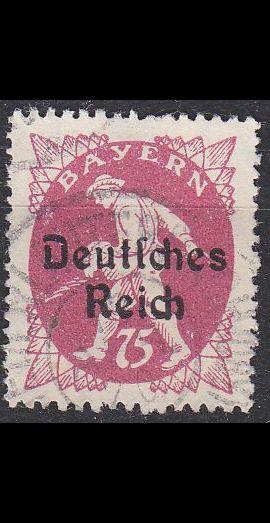 BAYERN
Deutſches
Reich
75